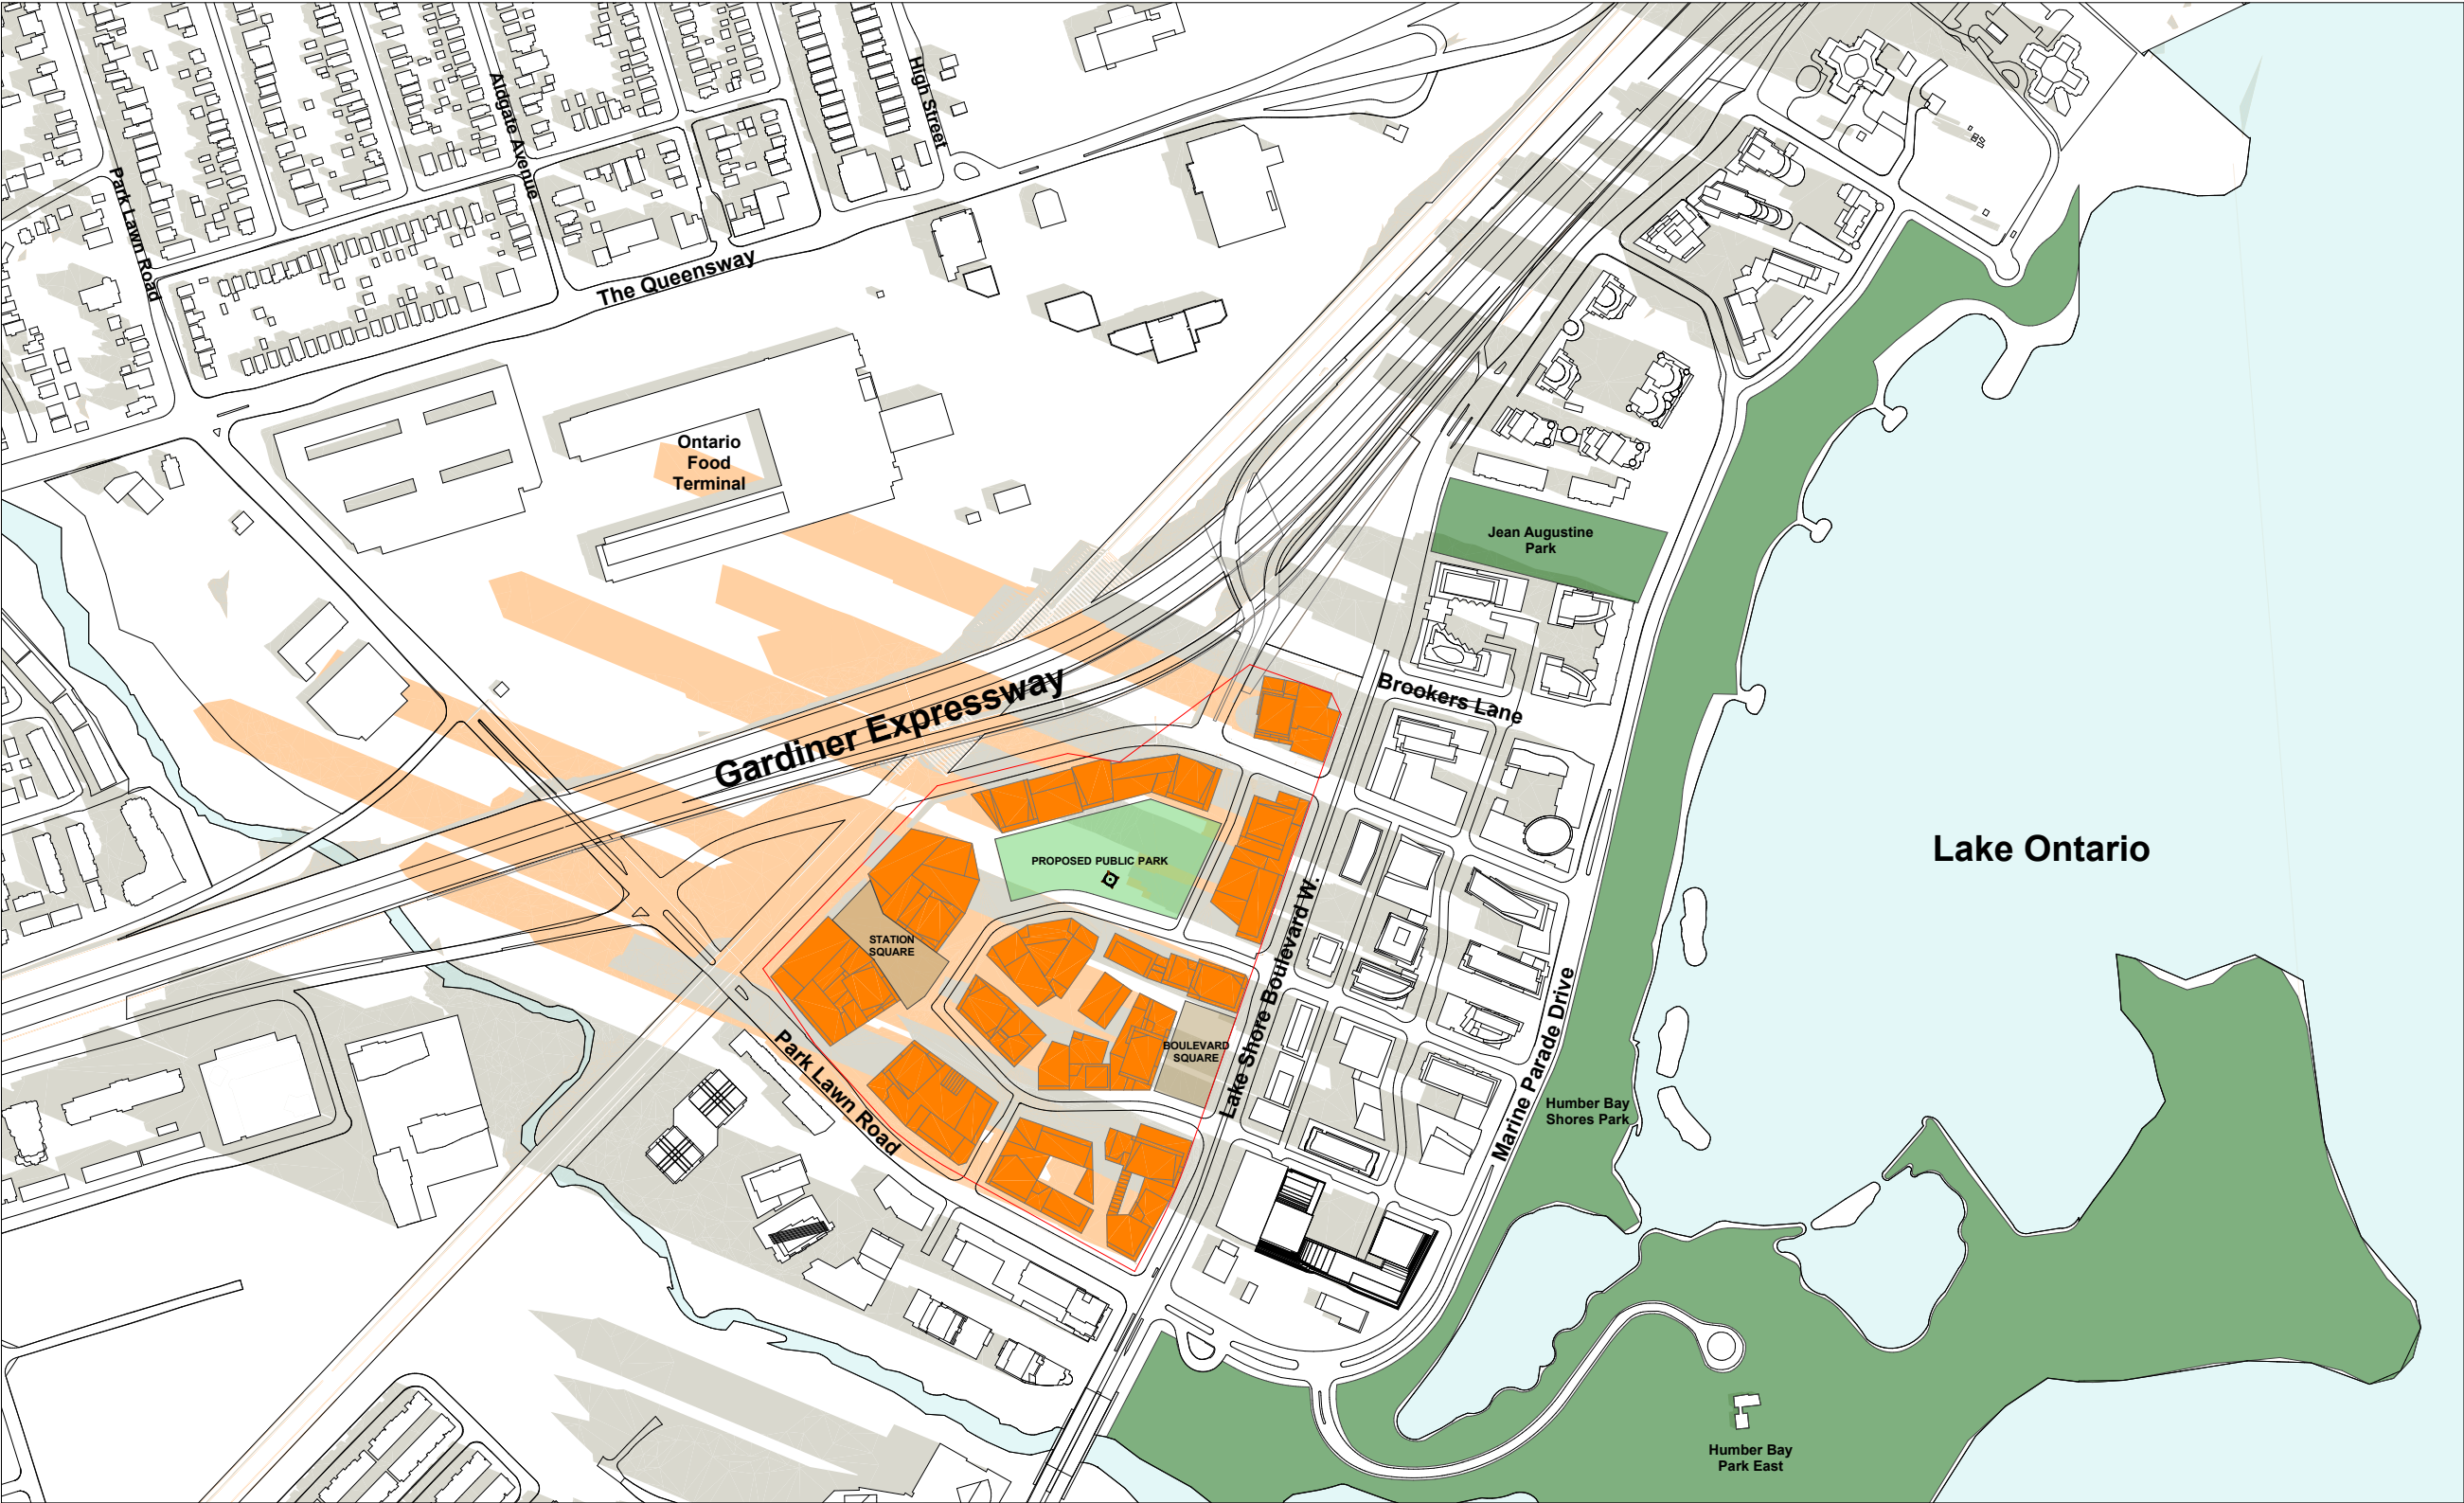 High Street
Aldgate Avenue
Park Lawn Road
The Queensway
Ontario
Food
Terminal
Jean Augustine
Park
Gardiner Expressway
Brookers Lane
PROPOSED PUBLIC PARK
Lake Ontario
STATION
SQUARE
Lake Shore Boulevard W.
BOULEVARD
SQUARE
Marine Parade Drive
Park Lawn Road
Humber Bay
Shores Park
Humber Bay
Park East